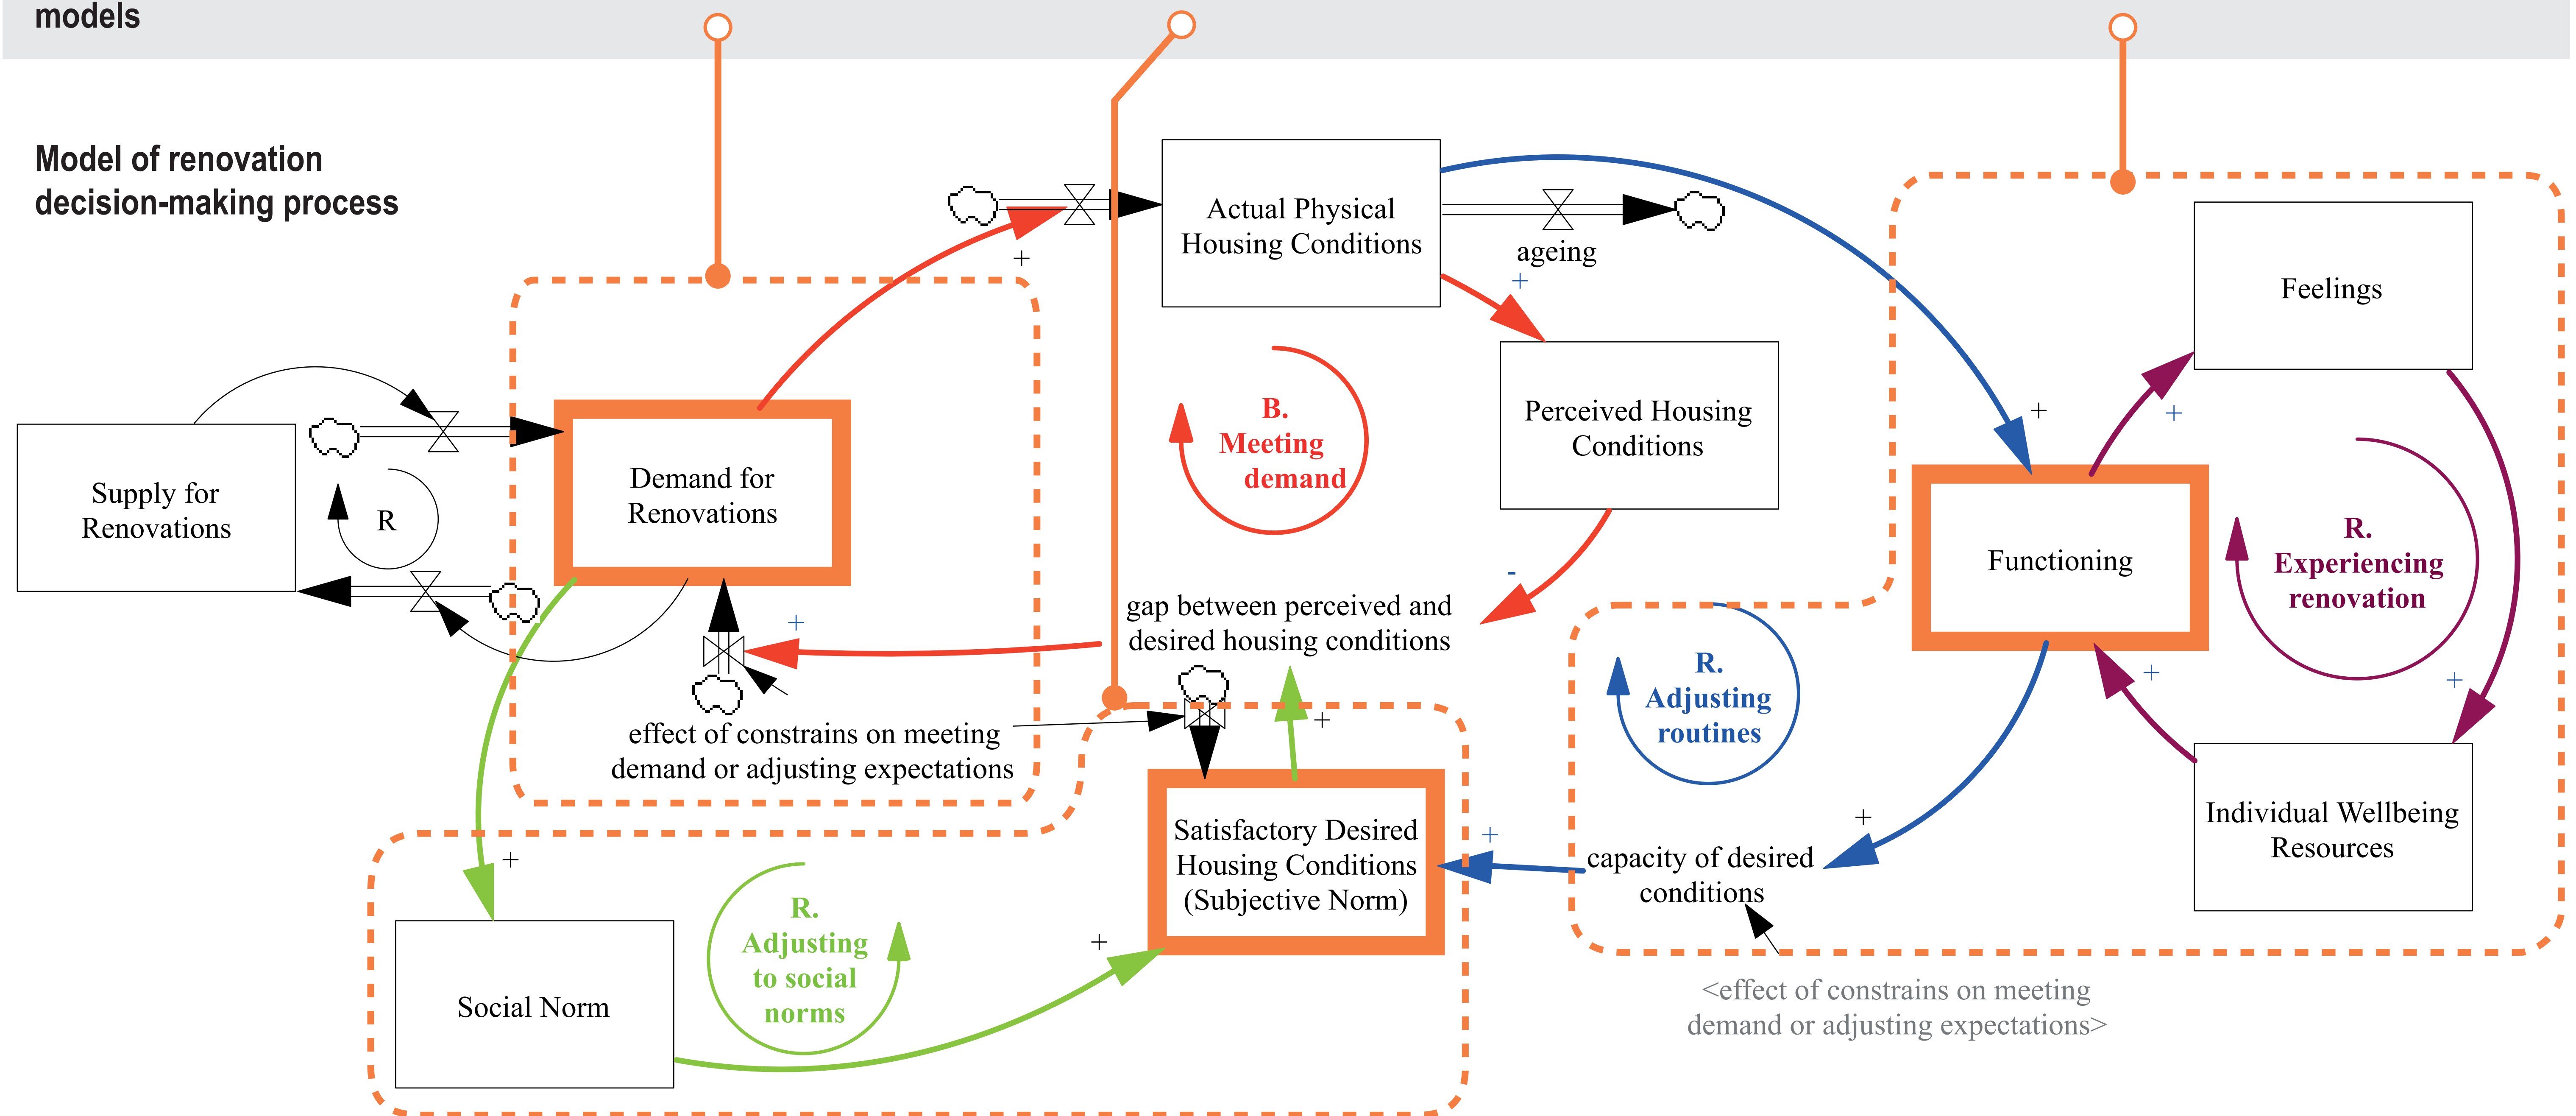 models
Model of renovation
decision-making process
Actual Physical
Housing Conditions
ageing
+
+
Feelings
B.
Meeting
demand
Perceived Housing
Conditions
+
+
Supply for
Renovations
R
Demand for
Renovations
Functioning
R.
Experiencing
renovation
-
gap between perceived and
desired housing conditions
+
R.
Adjusting
routines
+
+
+
effect of constrains on meeting
demand or adjusting expectations
Satisfactory Desired
Housing Conditions
(Subjective Norm)
+
+
capacity of desired
conditions
Individual Wellbeing
Resources
+
R.
Adjusting
to social
norms
+
Social Norm
<effect of constrains on meeting
demand or adjusting expectations>